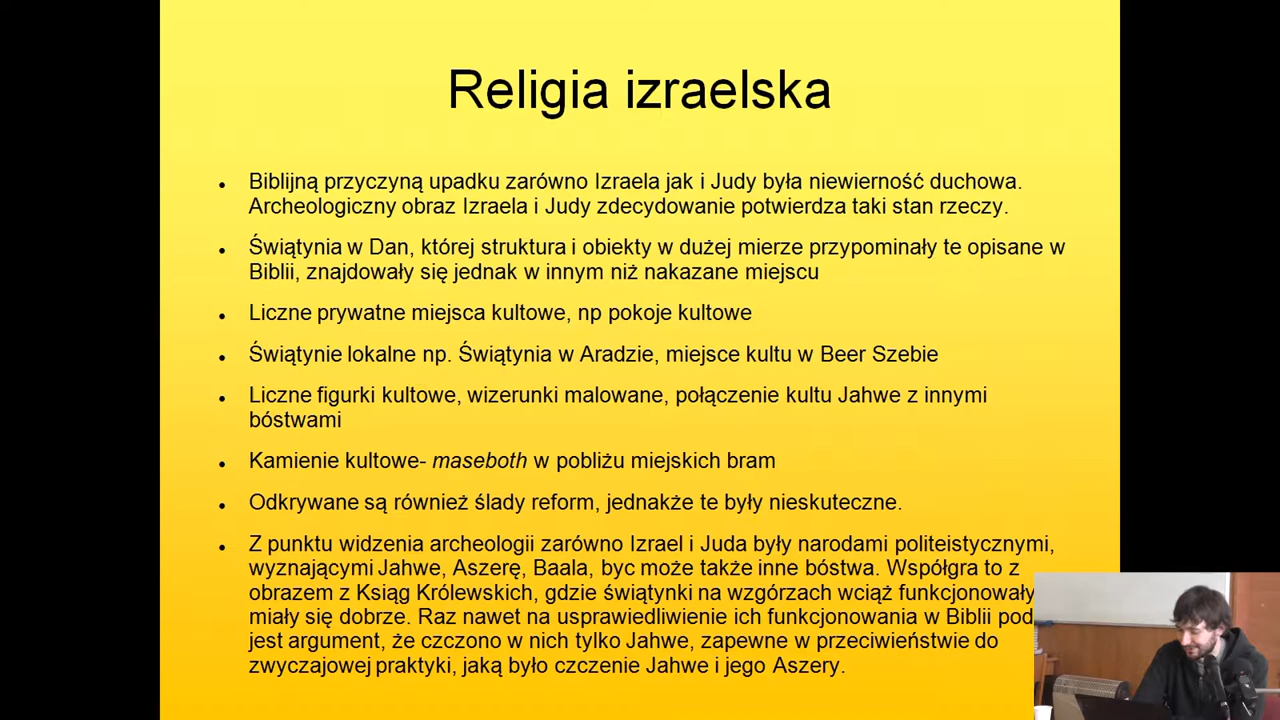 Religia izraelska
Biblijną przyczyną upadku zarówno Izraela jak i Judy była niewierność duchowa.
Archeologiczny obraz Izraela i Judy zdecydowanie potwierdza taki stan rzeczy.
Świątynia w Dan, której struktura i obiekty w dużej mierze przypominały te opisane w
Biblii, znajdowały się jednak w innym niż nakazane miejscu
Liczne prywatne miejsca kultowe, np pokoje kultowe
Świątynie lokalne np. Świątynia w Aradzie, miejsce kultu w Beer Szebie
Liczne figurki kultowe, wizerunki malowane, połączenie kultu Jahwe z innymi
bóstwami
Kamienie kultowe- maseboth w pobliżu miejskich bram
Odkrywane są również ślady reform, jednakże te były nieskuteczne.
Z punktu widzenia archeologii zarówno Izrael i Juda były narodami politeistycznymi,
wyznającymi Jahwe, Aszerę, Baala, byc może także inne bóstwa. Współgra to z
obrazem z Ksiąg Królewskich, gdzie świątynki na wzgórzach wciąż funkcjonowały
miały się dobrze. Raz nawet na usprawiedliwienie ich funkcjonowania w Biblii pod
jest argument, że czczono w nich tylko Jahwe, zapewne w przeciwieństwie do
zwyczajowej praktyki, jaką było czczenie Jahwe i jego Aszery.